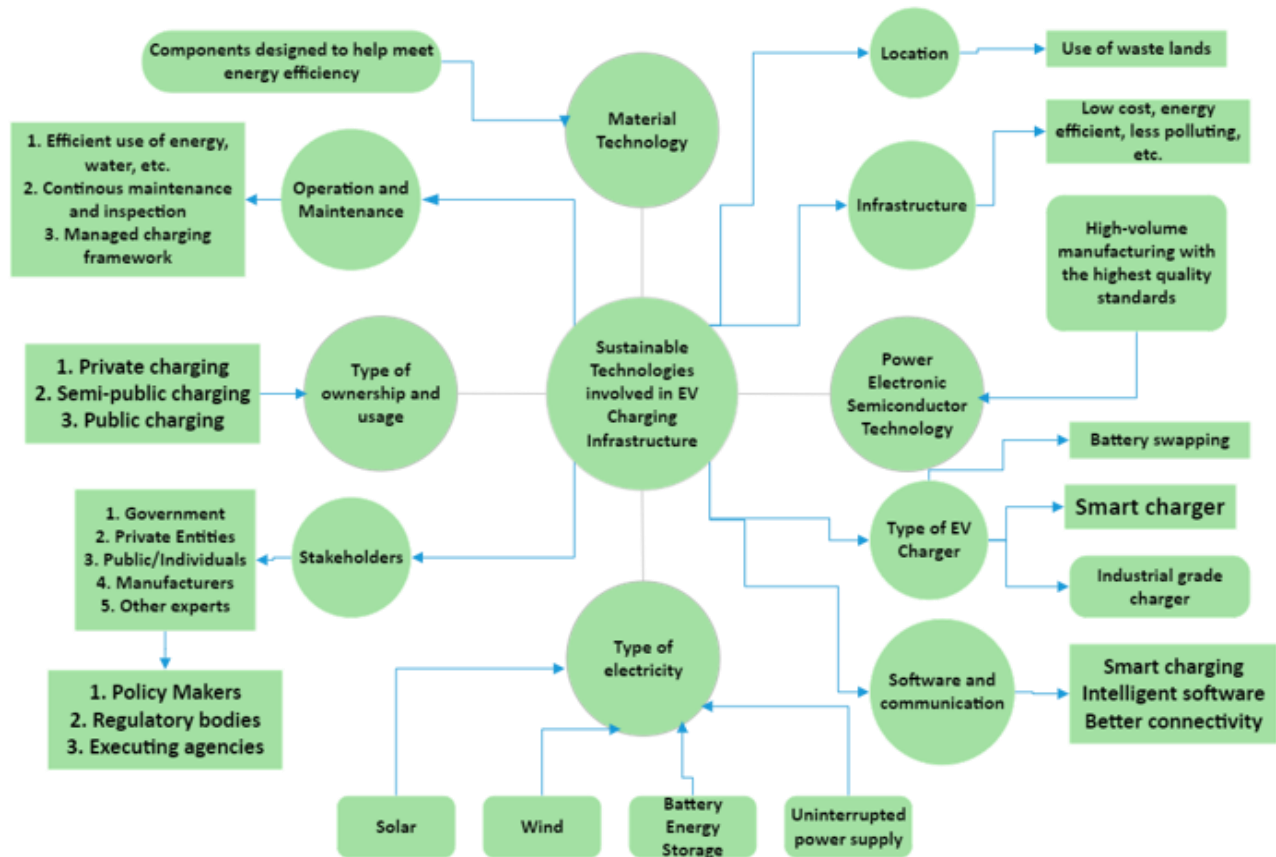 Components designed to help meet
energy efficiency
Material
Technology
Location
Use of waste lands
Low cost, energy
efficient, less polluting,
etc.
1. Efficient use of energy,
water, etc.
2. Continous maintenance
and inspection
3. Managed charging
framework
Operation and
Maintenance
Infrastructure
High-volume
manufacturing with
the highest quality
standards
1. Private charging
2. Semi-public charging
3. Public charging
Type of
ownership and
usage
Sustainable
Technologies
involved in EV
Charging
Infrastructure
Power
Electronic
Semiconductor
Technology
Battery swapping
1. Government
2. Private Entities
3. Public/Individuals
4. Manufacturers
5. Other experts
Stakeholders
Type of EV
Charger
Smart charger
Industrial grade
charger
1. Policy Makers
2. Regulatory bodies
3. Executing agencies
Type of
electricity
Software and
communication
Smart charging
Intelligent software
Better connectivity
Solar
Wind
Battery
Energy
Storage
Uninterrupted
power supply